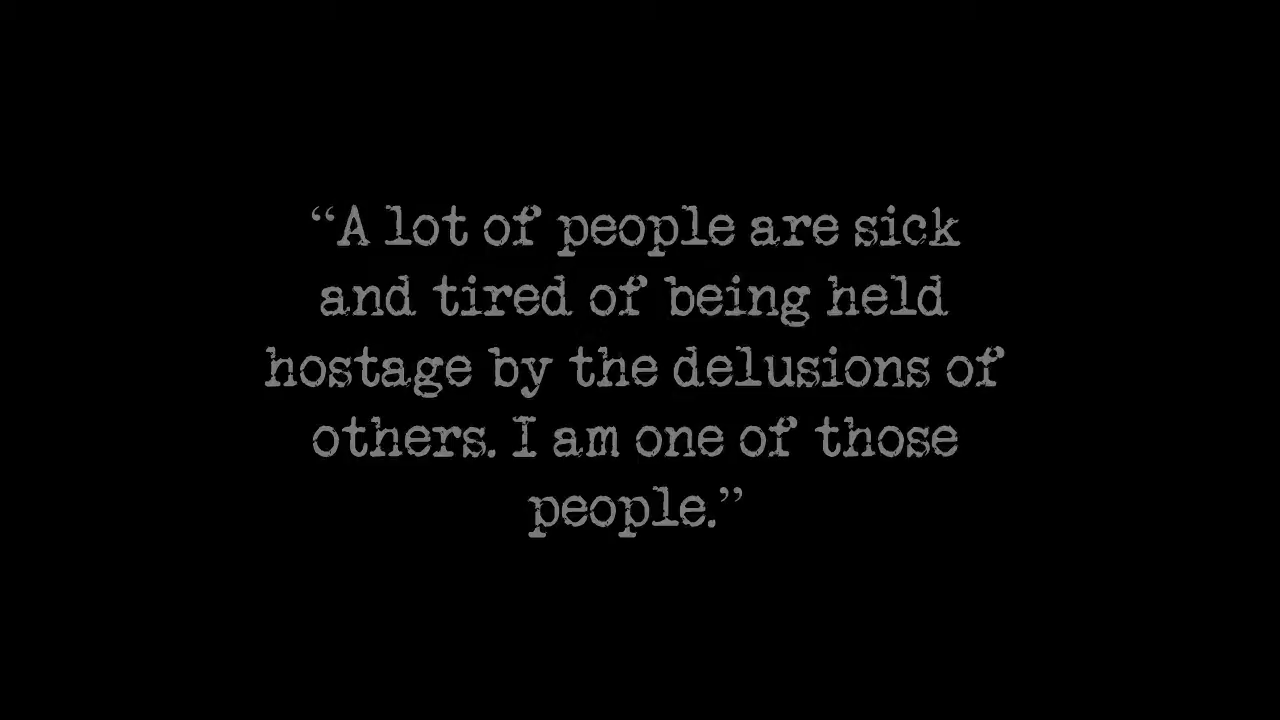 “A lot of people are sick
and tired of being held
hostage by the delusions of
others. I am one of those
people.”